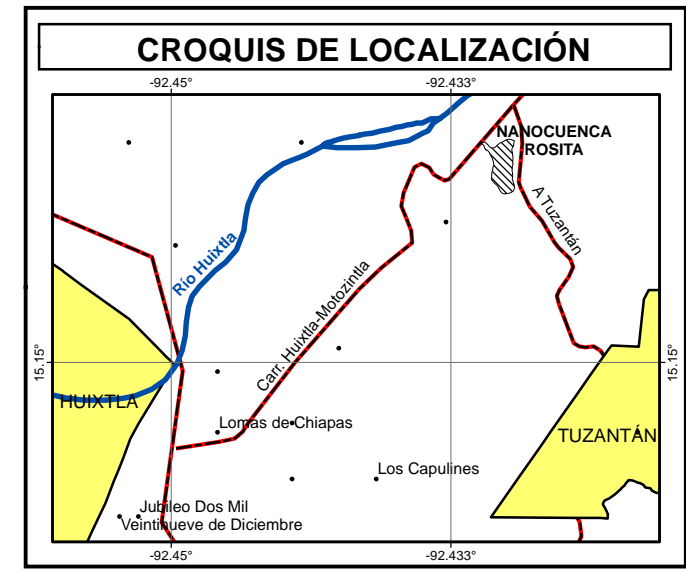 CROQUIS DE LOCALIZACIÓN
-92.45°
-92.433°
NANOCUENCA
ROSITA
A Tuzantán
Río Huixtla
Carr. Huixtla-Motozintla
15.15°
15.15°
HUIXTLA
Lomas de Chiapas
TUZANTÁN
Los Capulines
Jubileo Dos Mil
Veintinueve de Diciembre
-92.45°
-92.433°